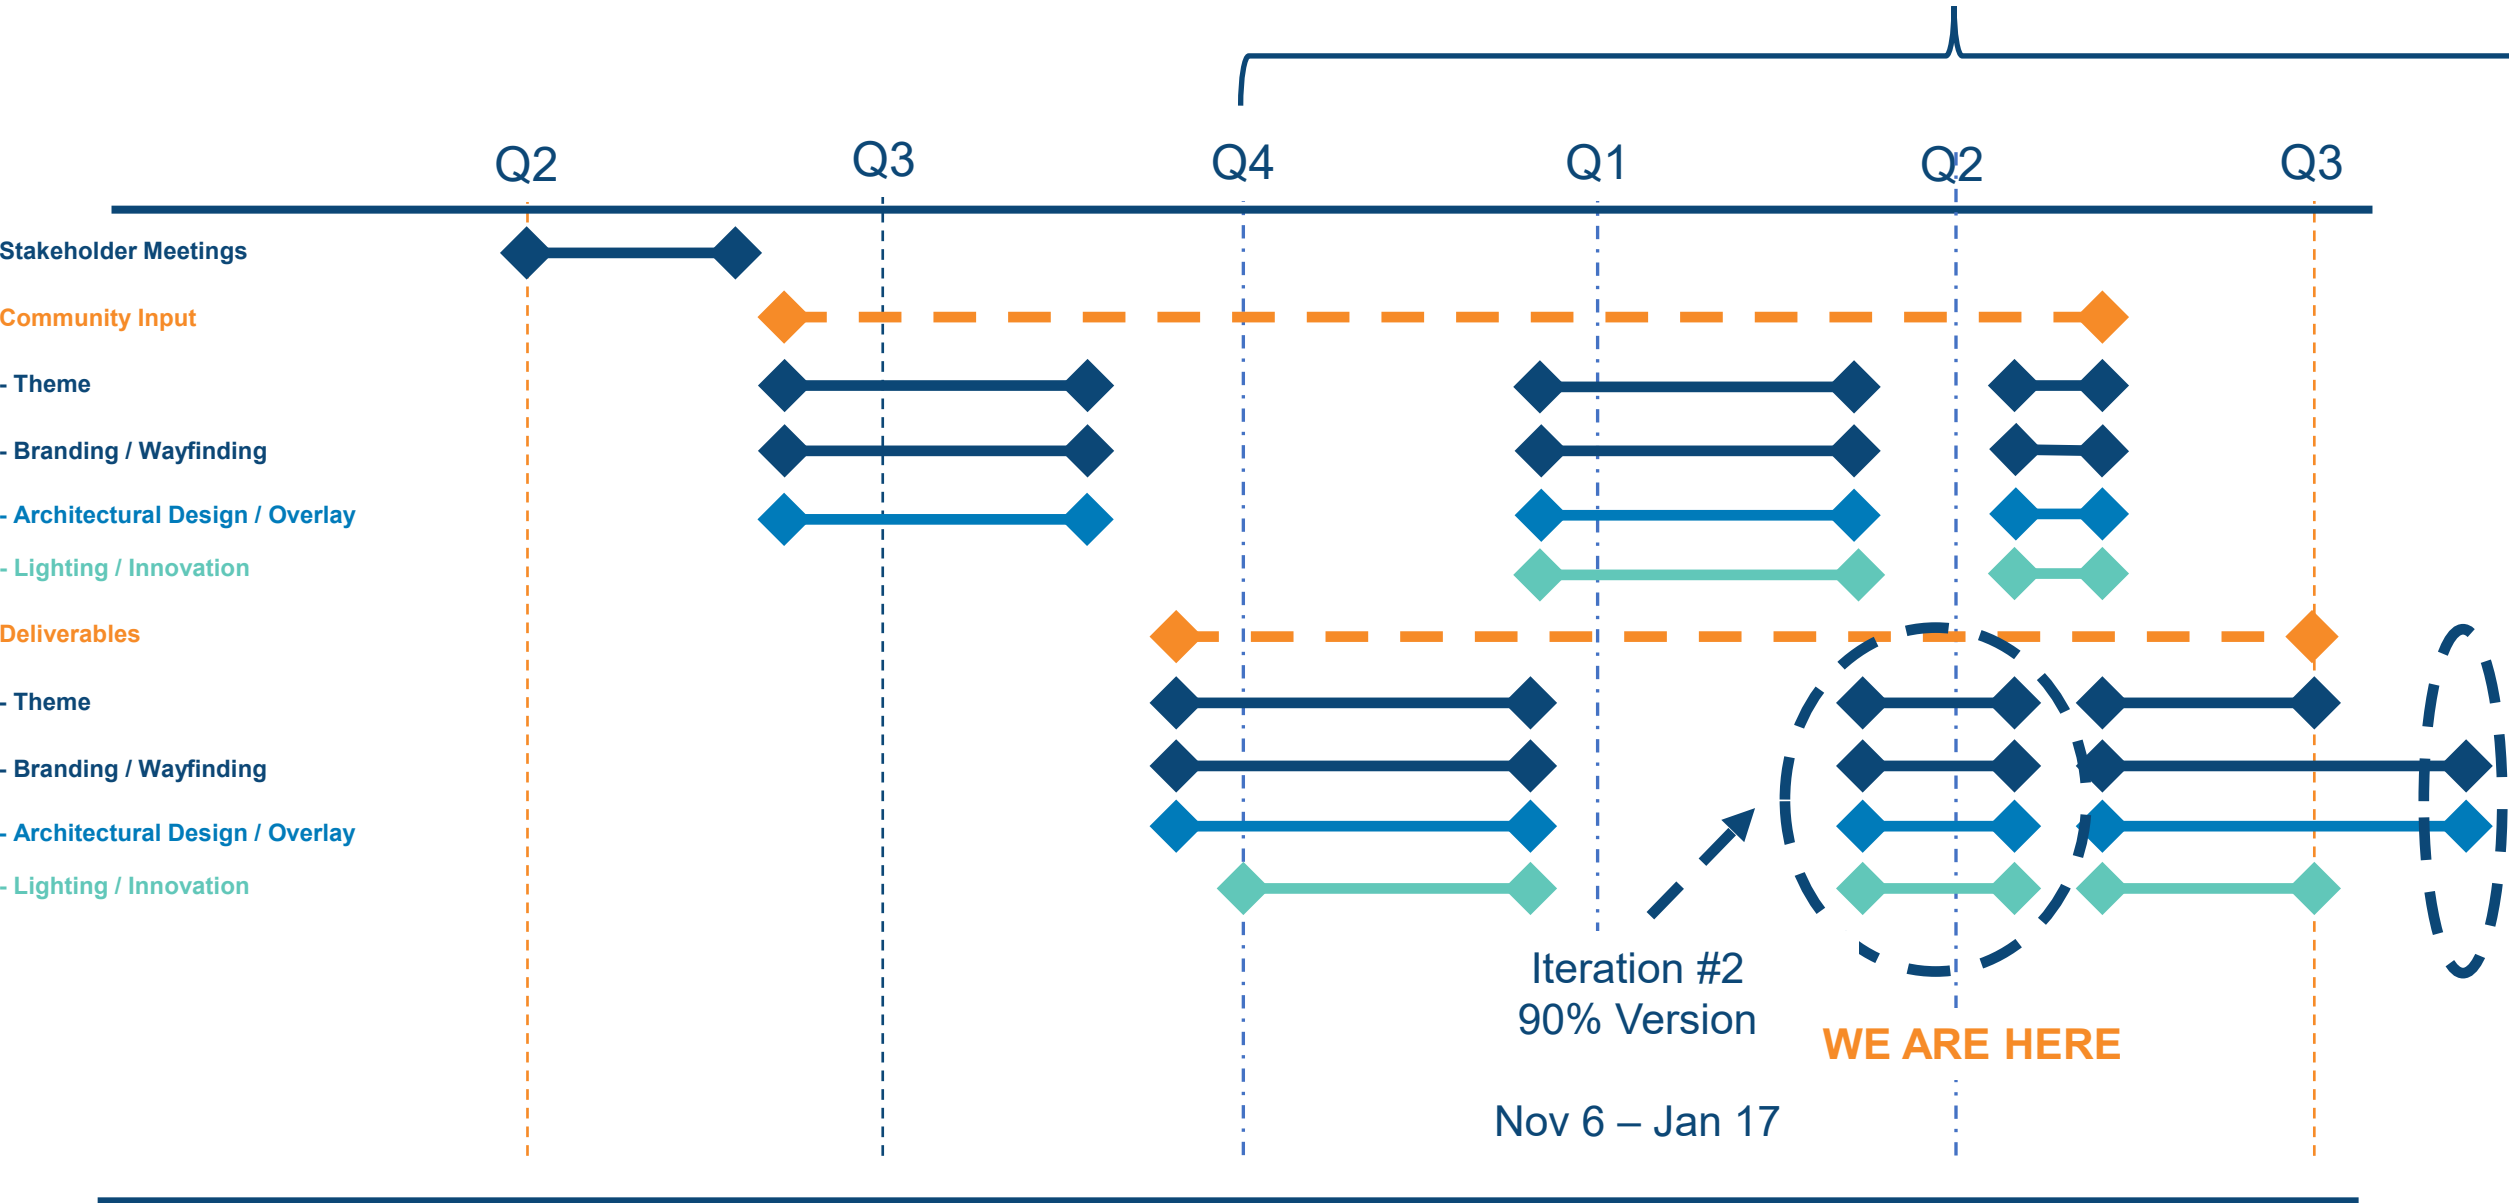 Q2 Q3 Q4 Q1 Q2 Q3
Stakeholder Meetings
Community Input
- Theme
- Branding / Wayfinding
- Architectural Design / Overlay
- Lighting / Innovation
Deliverables
- Theme
- Branding / Wayfinding
- Architectural Design / Overlay
- Lighting / Innovation
Iteration #2
90% Version
WE ARE HERE
Nov 6 – Jan 17